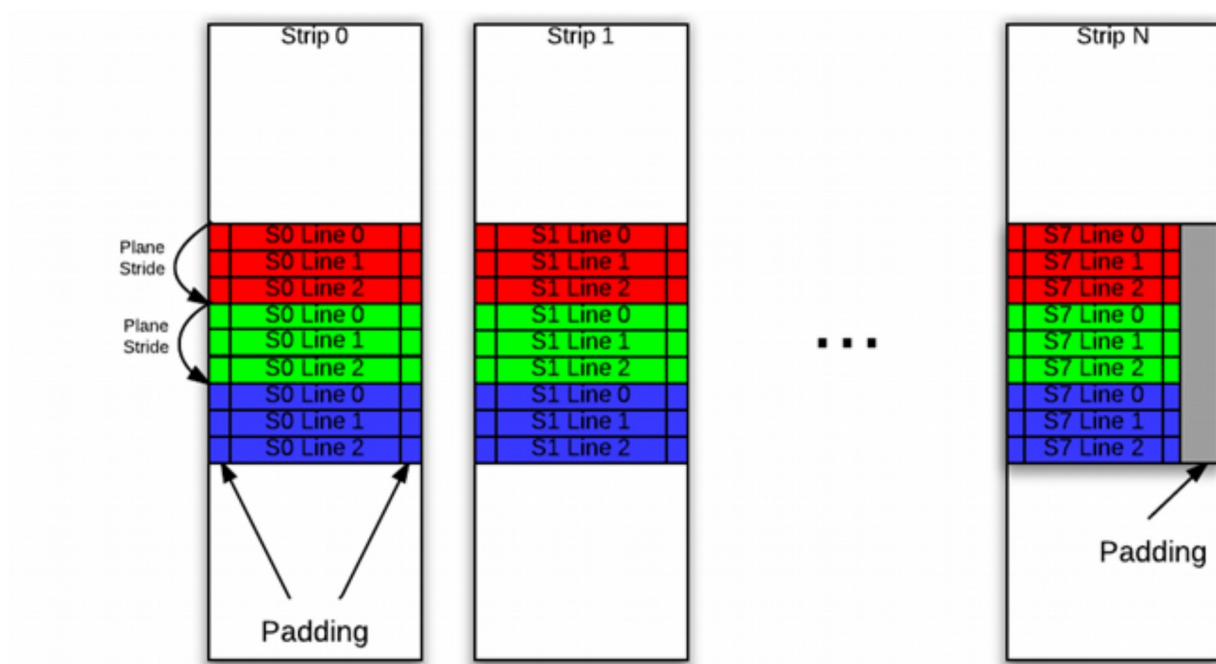 Strip 0
Strip 1
Strip N
Plane
Stride
Plane
Stride
S0 Line 0
S0 Line 1
S0 Line 2
S0 Line 0
S0 Line 1
S0 Line 2
S0 Line 0
S0 Line 1
S0 Line 2
S1 Line 0
S1 Line 1
S1 Line 2
S1 Line 0
S1 Line 1
S1 Line 2
S1 Line 0
S1 Line 1
S1 Line 2
...
S7 Line 0
S7 Line 1
S7 Line 2
S7 Line 0
S7 Line 1
S7 Line 2
S7 Line 0
S7 Line 1
S7 Line 2
Padding
Padding